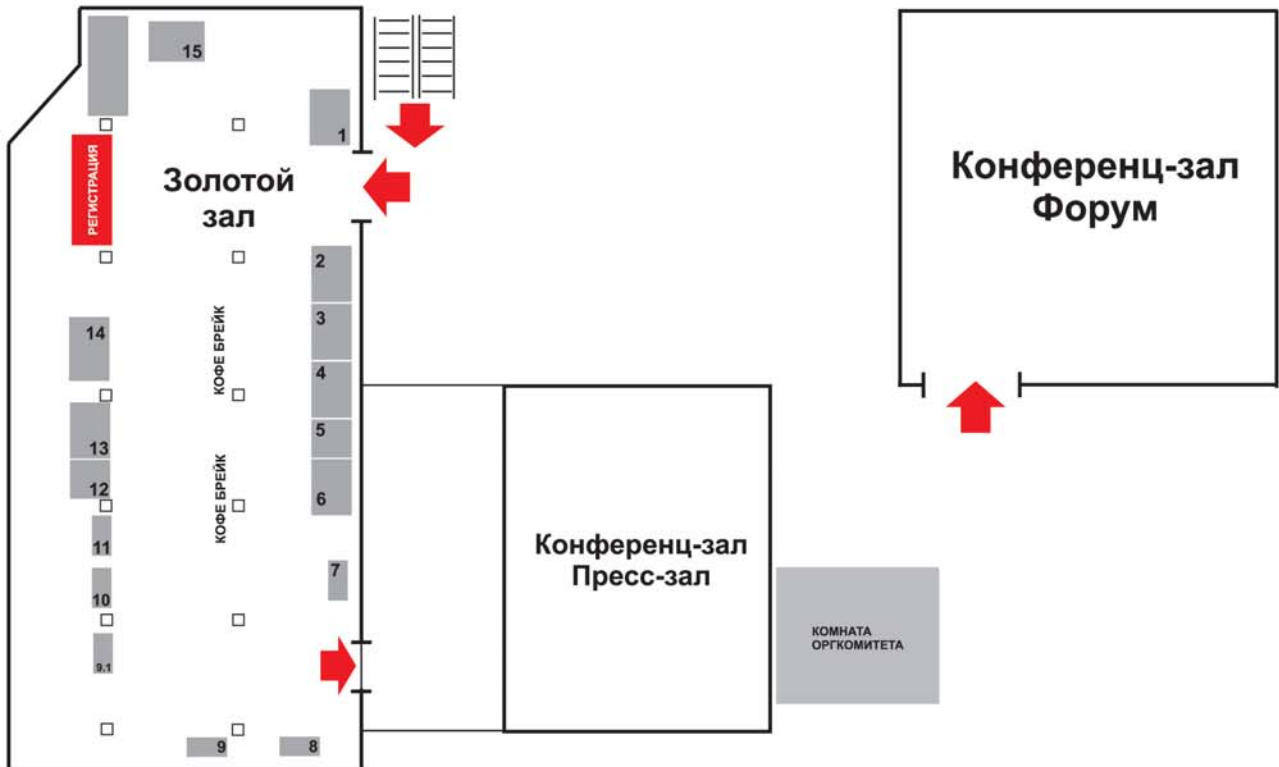 15
1
РЕГИСТРАЦИЯ
Золотой
зал
Конференц-зал
Форум
2
3
14
КОФЕ БРЕЙК
4
5
13
12
КОФЕ БРЕЙК
6
11
Конференц-зал
Пресс-зал
7
10
КОМНАТА
ОРГКОМИТЕТА
9.1
9
8